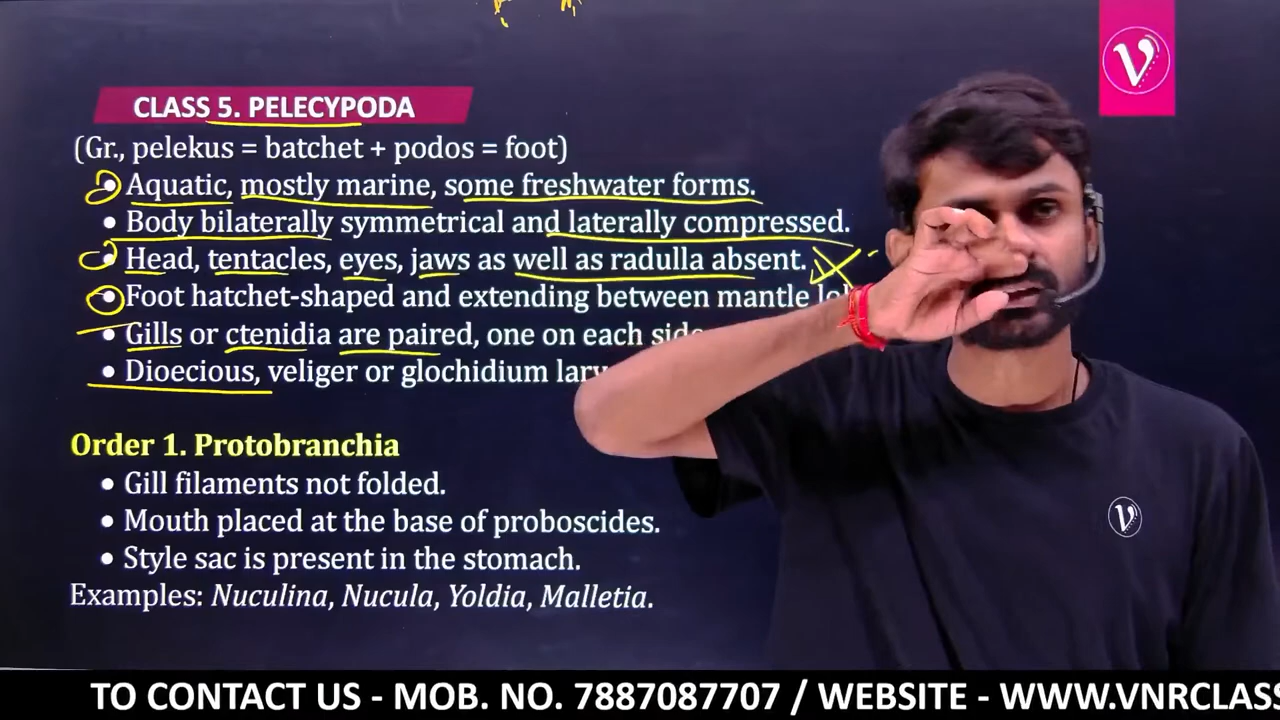 V
CLASS 5. PELECYPODA
(Gr., pelekus = batchet + podos = foot)
• Aquatic, mostly marine, some freshwater forms.
• Body bilaterally symmetrical and laterally compressed.
• Head, tentacles, eyes, jaws as well as radulla absent.
• Foot hatchet-shaped and extending between mantle
• Gills or ctenidia are paired, one on each
• Dioecious, veliger or glochidium
Order 1. Protobranchia
• Gill filaments not folded.
• Mouth placed at the base of proboscides.
• Style sac is present in the stomach.
Examples: Nuculina, Nucula, Yoldia, Malletia.
V
TO CONTACT US - MOB. NO. 7887087707 / WEBSITE - WWW.VNRCLASS